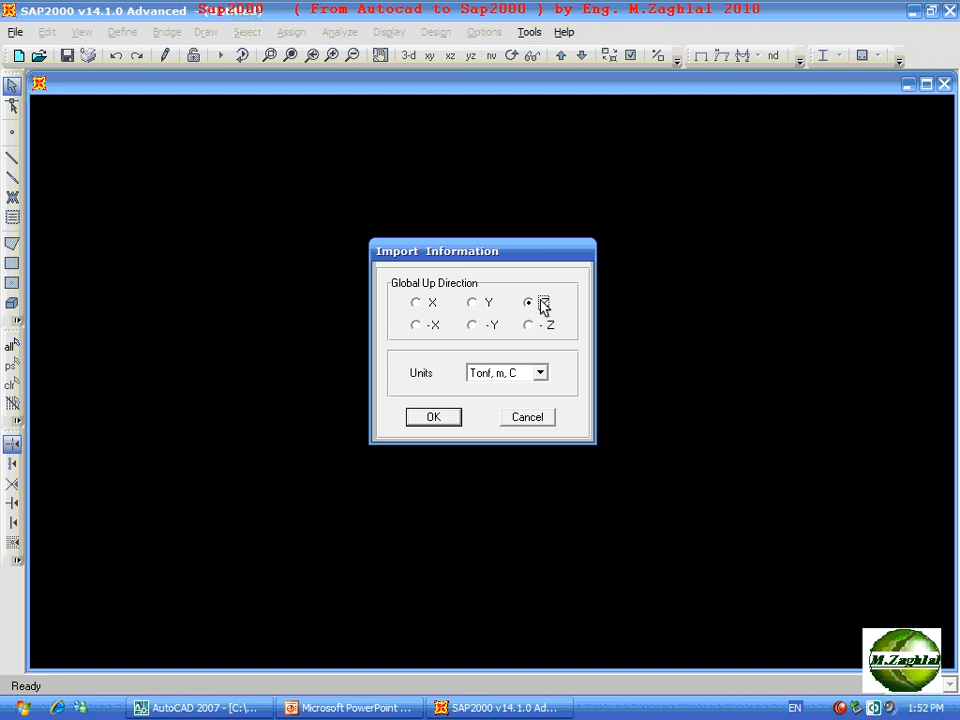 SAP2000 v14.1.0 Advanced
Sap2000 ( From Autocad to Sap2000 ) by Eng. M.Zaghlal 2010
File Edit View Define Bridge Draw Select Assign Analyze Display Design Options Tools Help
3-d xy xz yz nv nd
Import Information
Global Up Direction
X Y
-X -Y - Z
Units Tonf, m, C
OK Cancel
all
ps
clr
M.Zaghlal
Ready
AutoCAD 2007 - [C:\... Microsoft PowerPoint ... SAP2000 v14.1.0 Ad... EN 1:52 PM